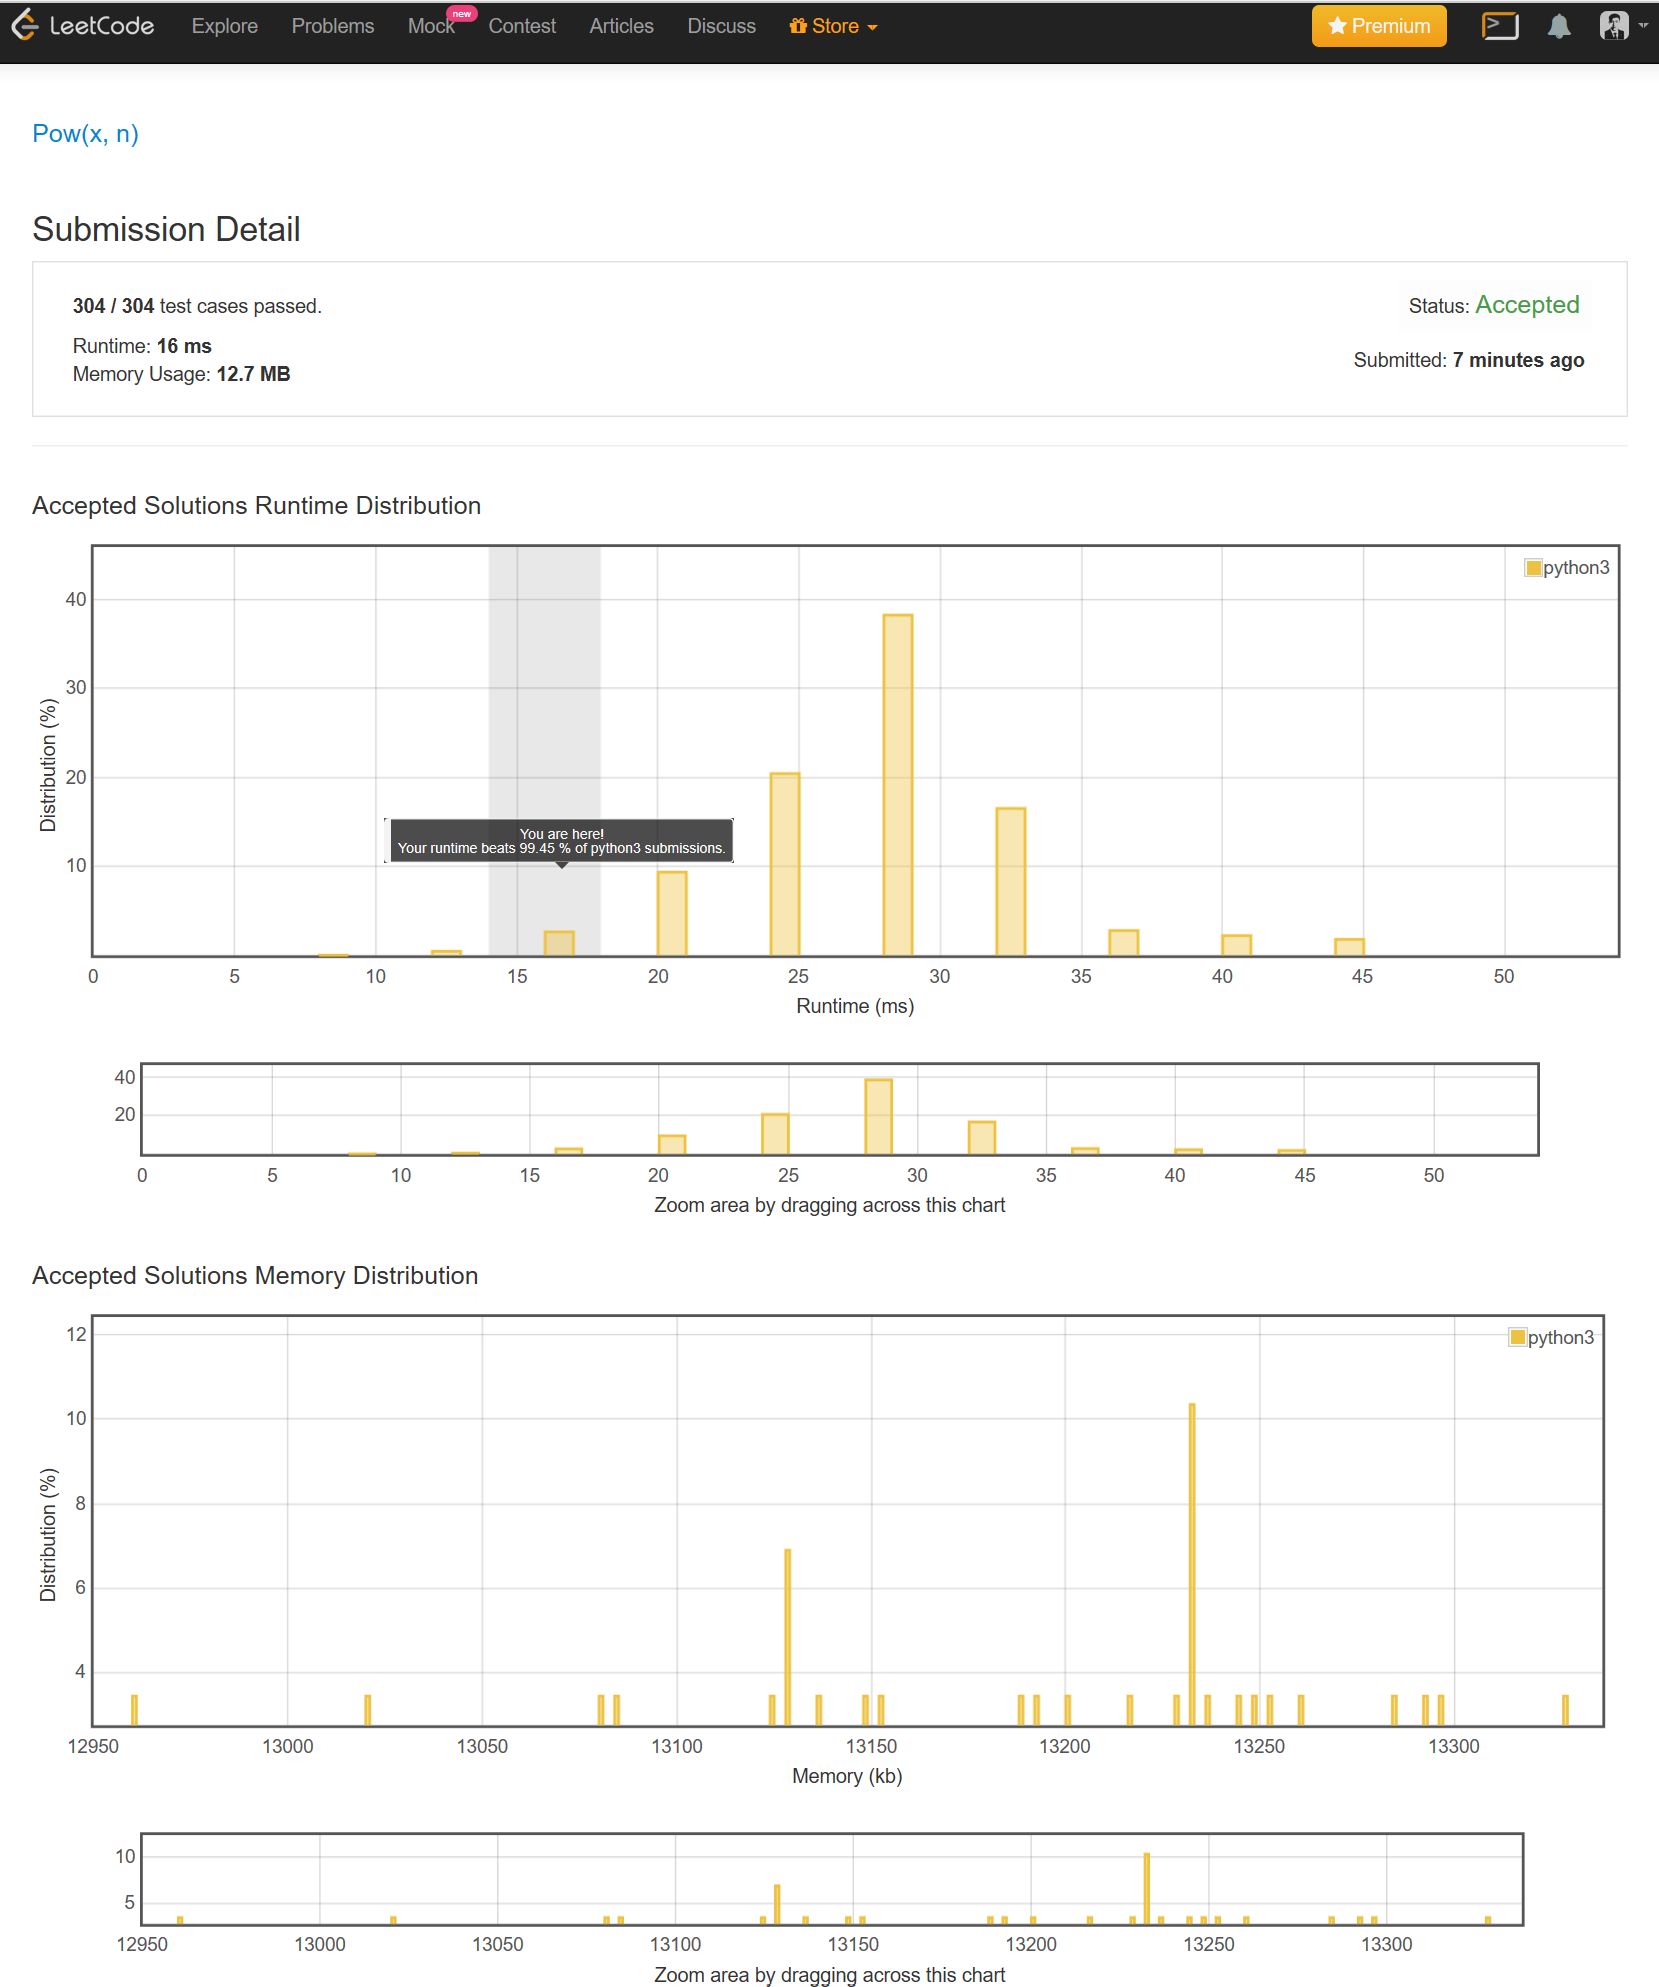 LeetCode Explore Problems Mock new Contest Articles Discuss Store Premium
Pow(x, n)
Submission Detail
304 / 304 test cases passed.
Status: Accepted
Runtime: 16 ms
Submitted: 7 minutes ago
Memory Usage: 12.7 MB
Accepted Solutions Runtime Distribution
python3
40
30
20
10
Distribution (%)
You are here!
Your runtime beats 99.45 % of python3 submissions.
0 5 10 15 20 25 30 35 40 45 50
Runtime (ms)
40
20
0 5 10 15 20 25 30 35 40 45 50
Zoom area by dragging across this chart
Accepted Solutions Memory Distribution
python3
12
10
8
6
4
Distribution (%)
12950 13000 13050 13100 13150 13200 13250 13300
Memory (kb)
10
5
12950 13000 13050 13100 13150 13200 13250 13300
Zoom area by dragging across this chart